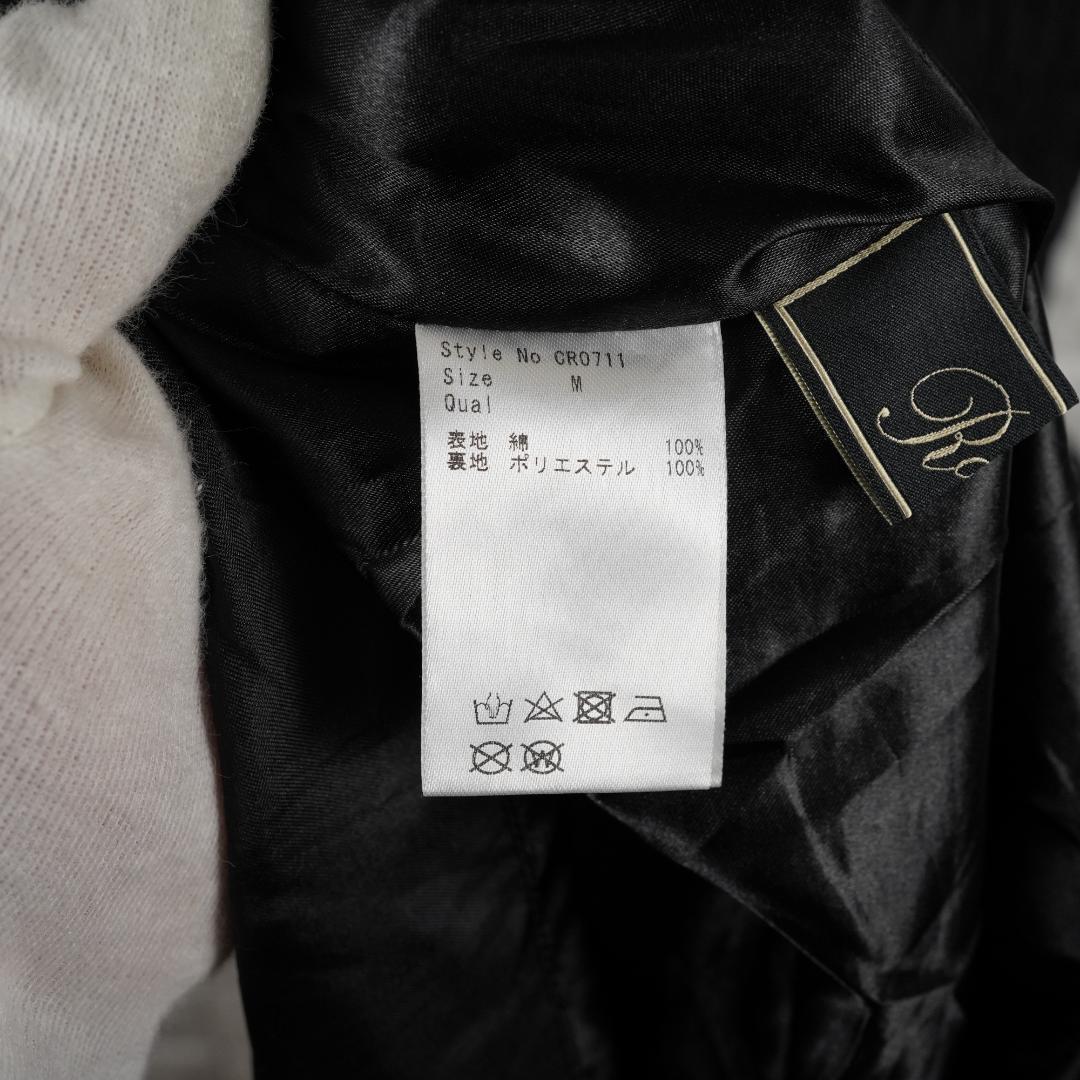 Style No CR0711
Size M
Qual
表地 綿 100%
裏地 ポリエステル 100%